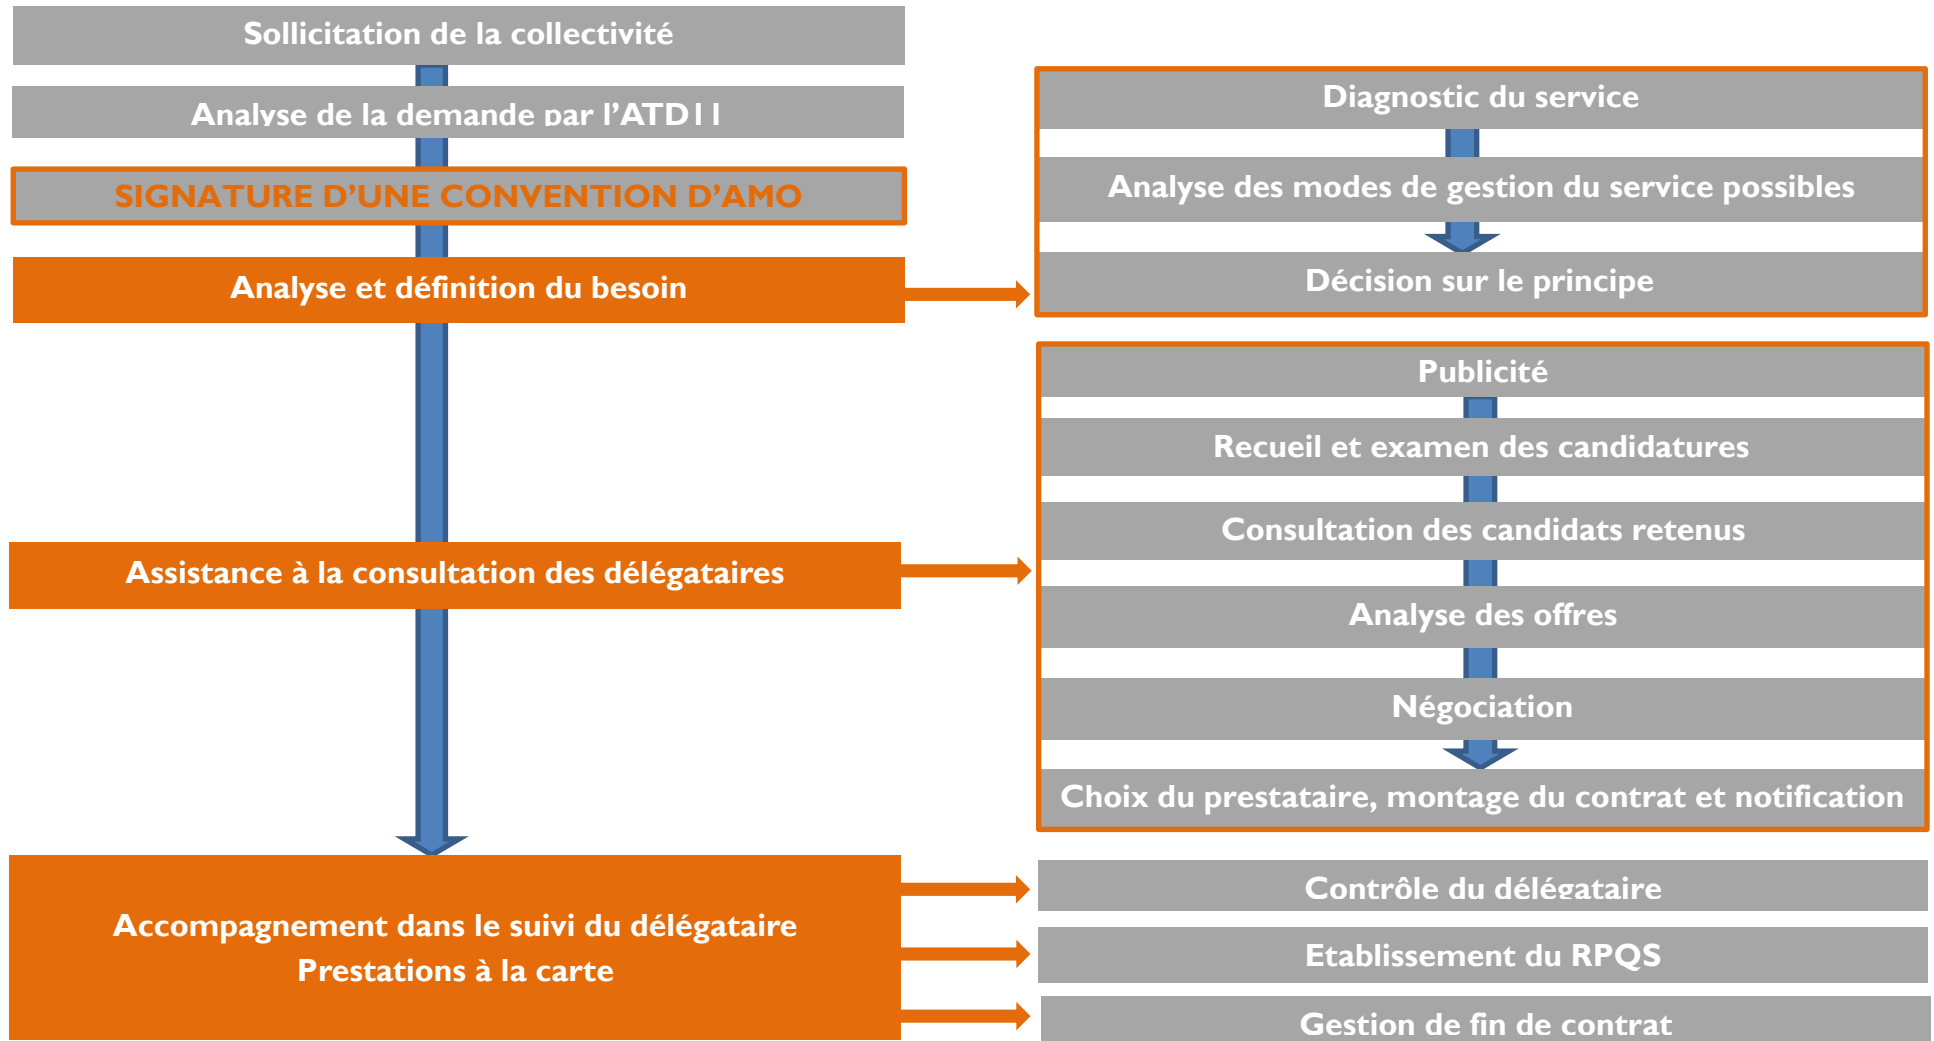 Sollicitation de la collectivité
Analyse de la demande par l’ATD11
SIGNATURE D’UNE CONVENTION D’AMO
Analyse et définition du besoin
Diagnostic du service
Analyse des modes de gestion du service possibles
Décision sur le principe
Assistance à la consultation des délégataires
Publicité
Recueil et examen des candidatures
Consultation des candidats retenus
Analyse des offres
Négociation
Choix du prestataire, montage du contrat et notification
Accompagnement dans le suivi du délégataire
Prestations à la carte
Contrôle du délégataire
Etablissement du RPQS
Gestion de fin de contrat